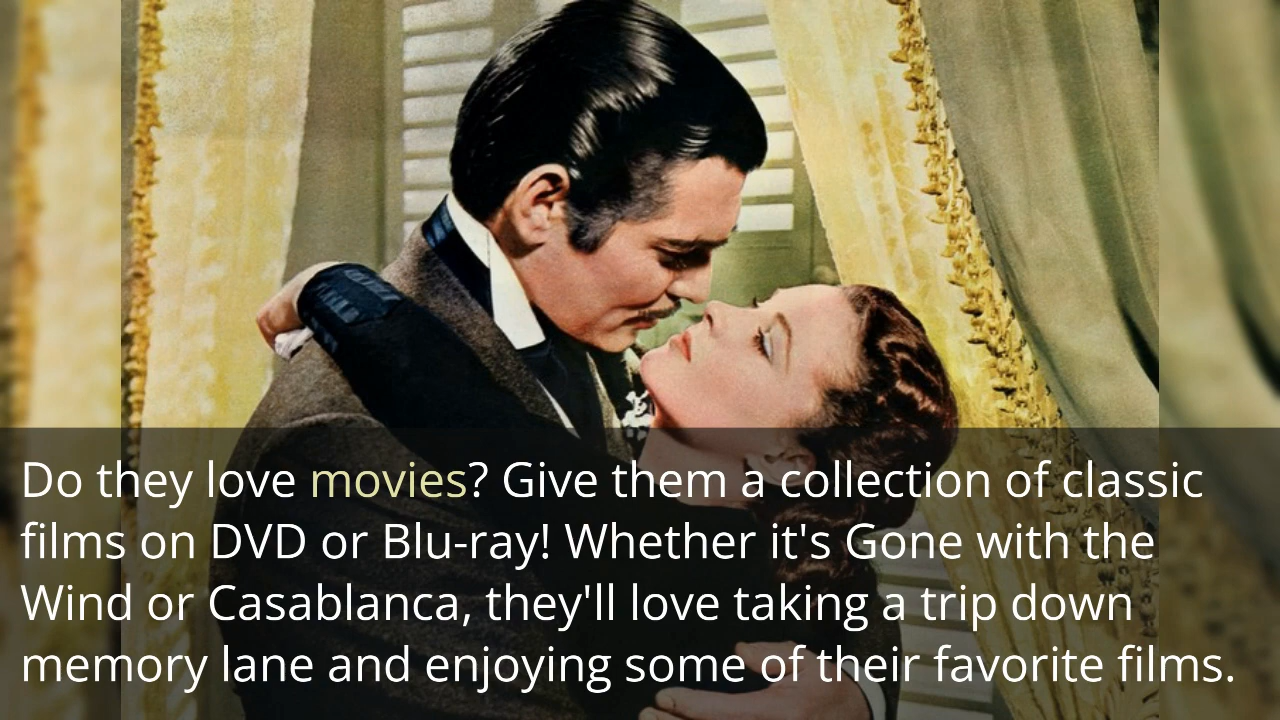 Do they love movies? Give them a collection of classic
films on DVD or Blu-ray! Whether it's Gone with the
Wind or Casablanca, they'll love taking a trip down
memory lane and enjoying some of their favorite films.